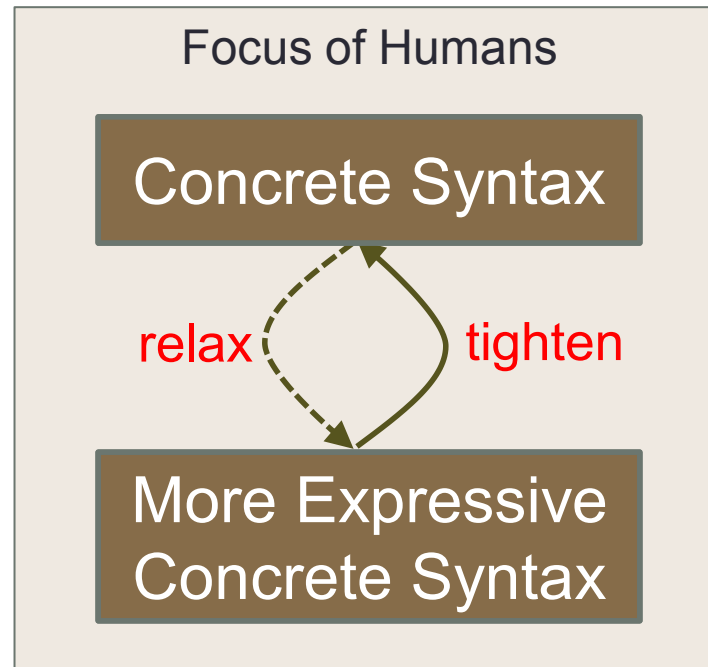 Focus of Humans
Concrete Syntax
relax
tighten
More Expressive
Concrete Syntax